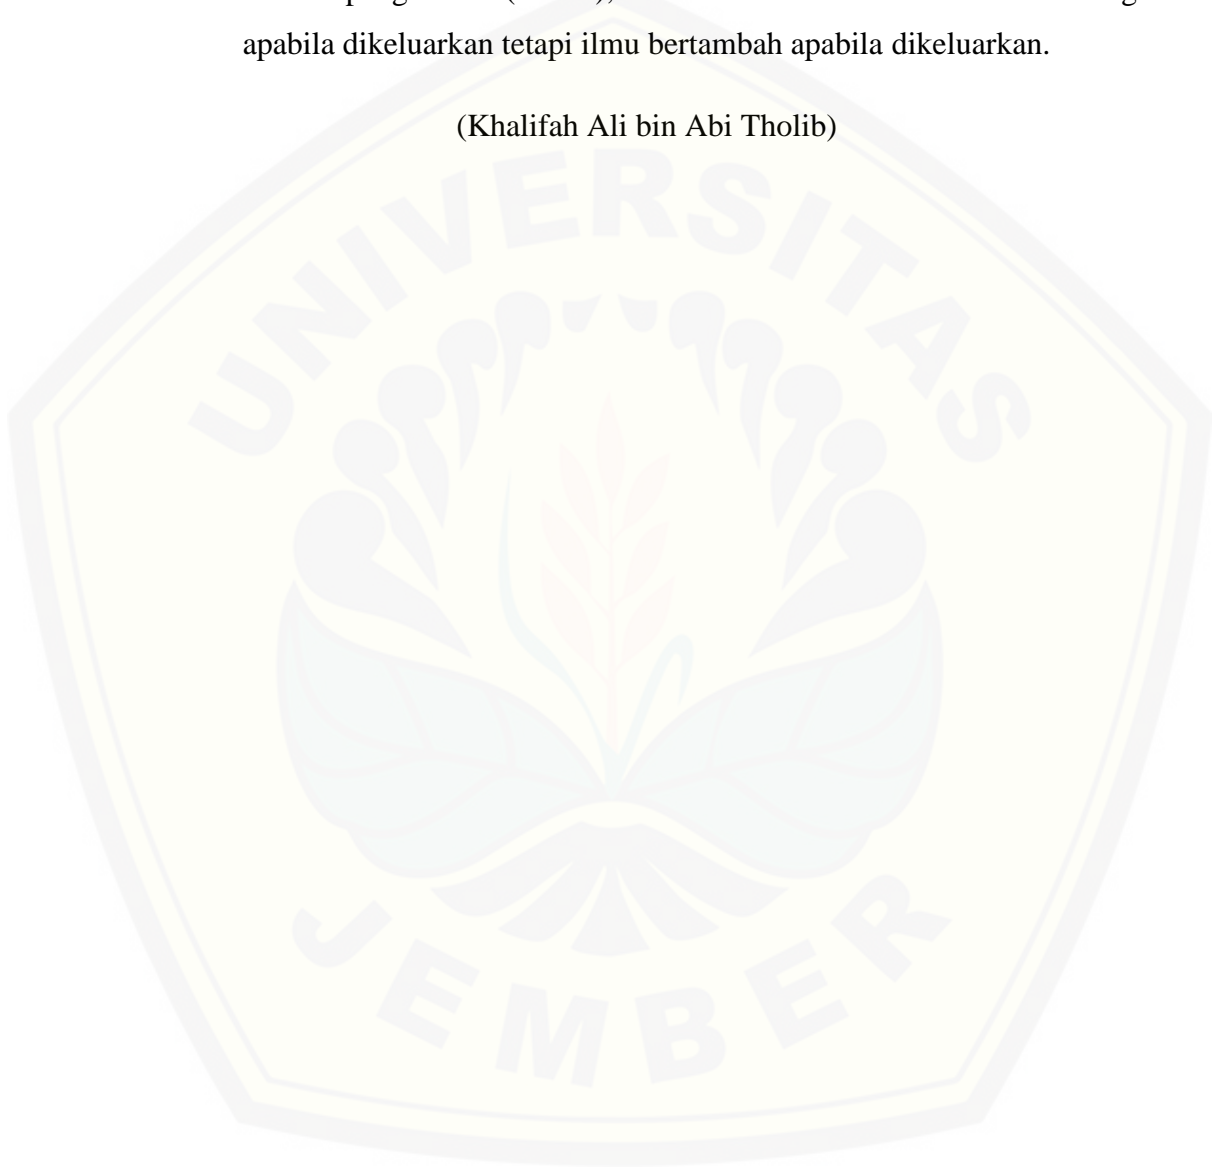 apabila dikeluarkan tetapi ilmu bertambah apabila dikeluarkan.
(Khalifah Ali bin Abi Tholib)
UNIVERSITAS
JEMBER